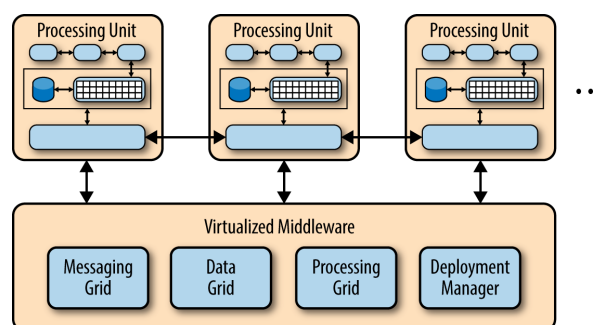 Processing Unit
Processing Unit
Processing Unit
Virtualized Middleware
Messaging
Grid
Data
Grid
Processing
Grid
Deployment
Manager